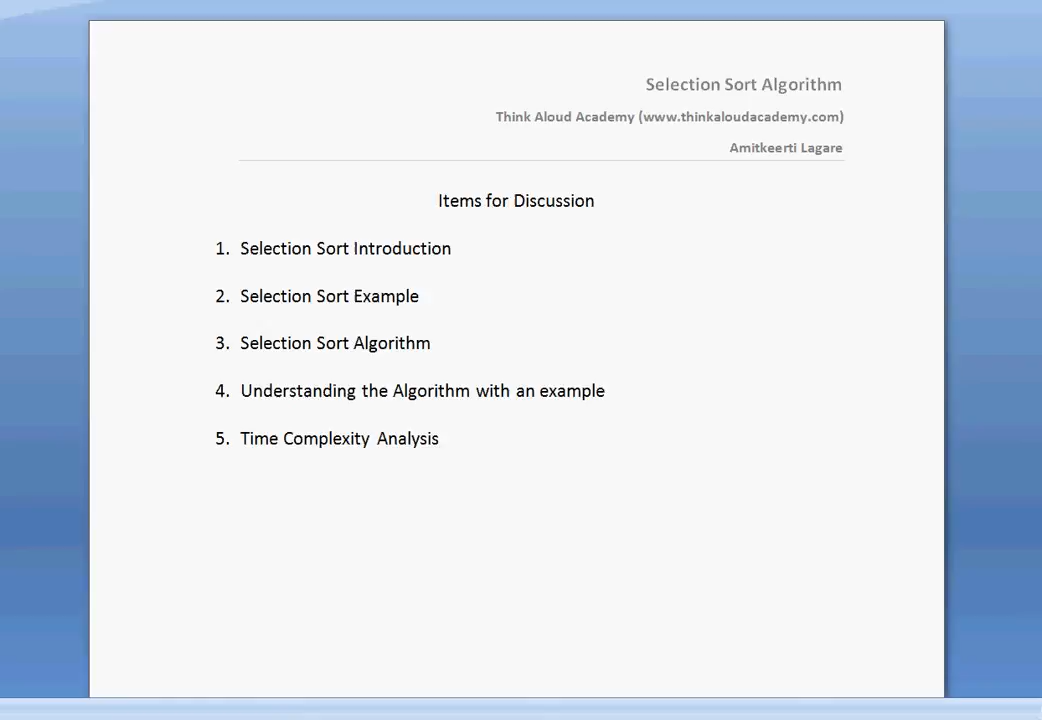 Selection Sort Algorithm
Think Aloud Academy (www.thinkaloudacademy.com)
Amitkeerti Lagare
Items for Discussion
1. Selection Sort Introduction
2. Selection Sort Example
3. Selection Sort Algorithm
4. Understanding the Algorithm with an example
5. Time Complexity Analysis